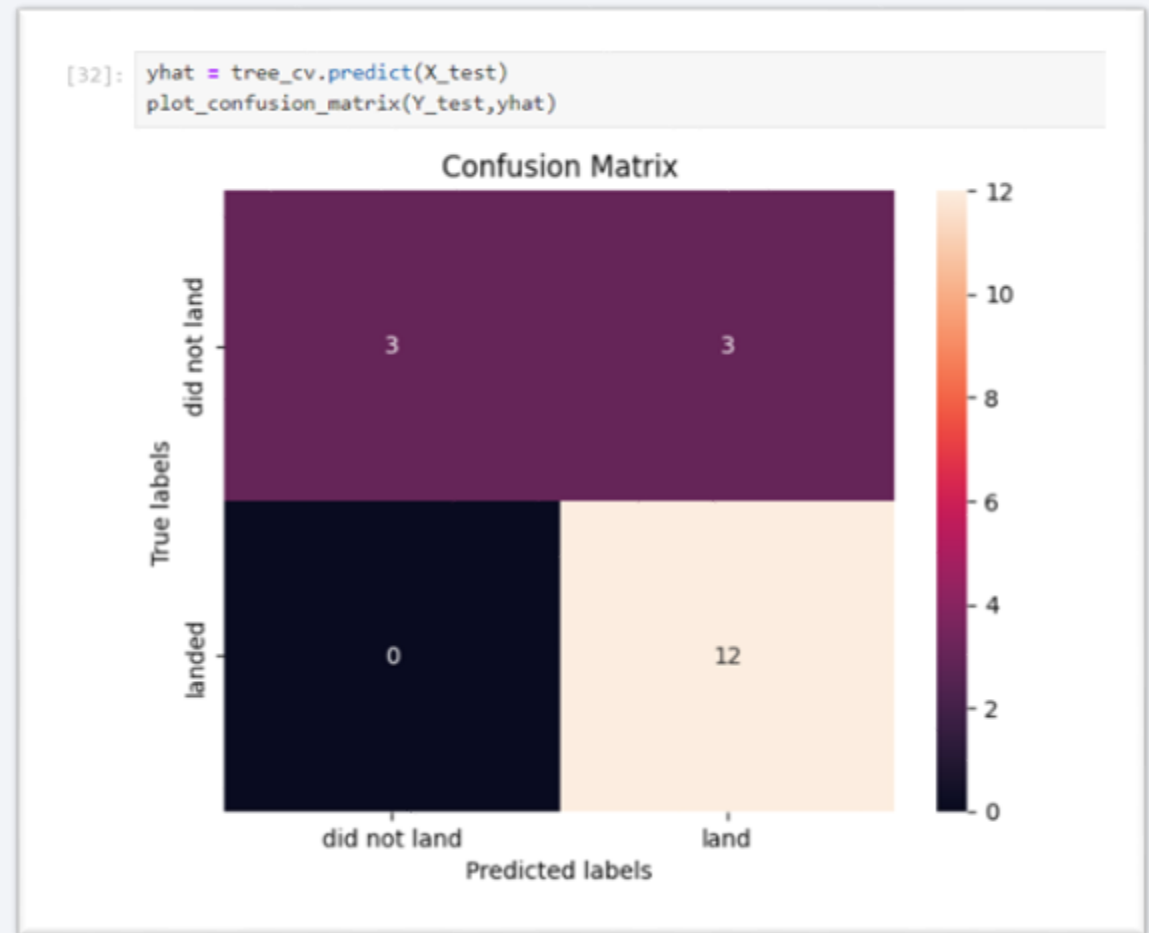 [32]: yhat = tree_cv.predict(X_test)
plot_confusion_matrix(Y_test,yhat)
Confusion Matrix
True labels
did not land
landed
3 3
0 12
did not land land
Predicted labels
12
10
8
6
4
2
0